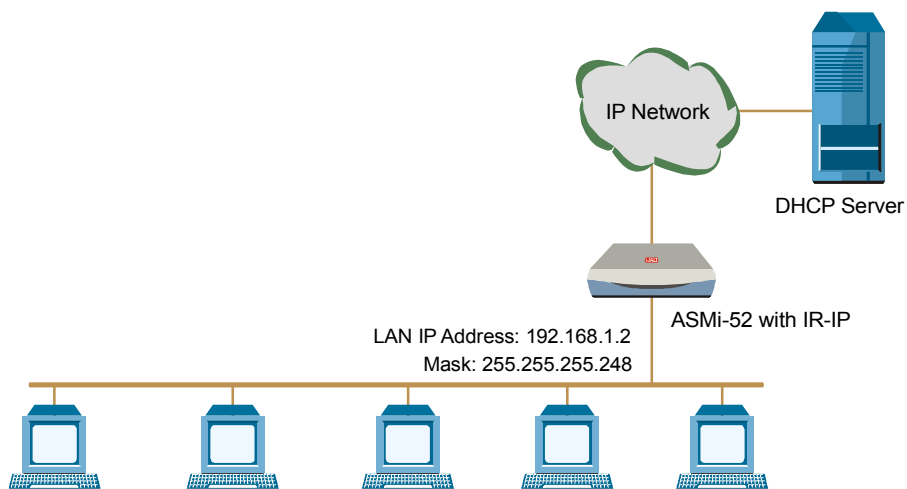 IP Network
DHCP Server
ASMi-52 with IR-IP
LAN IP Address: 192.168.1.2
Mask: 255.255.255.248